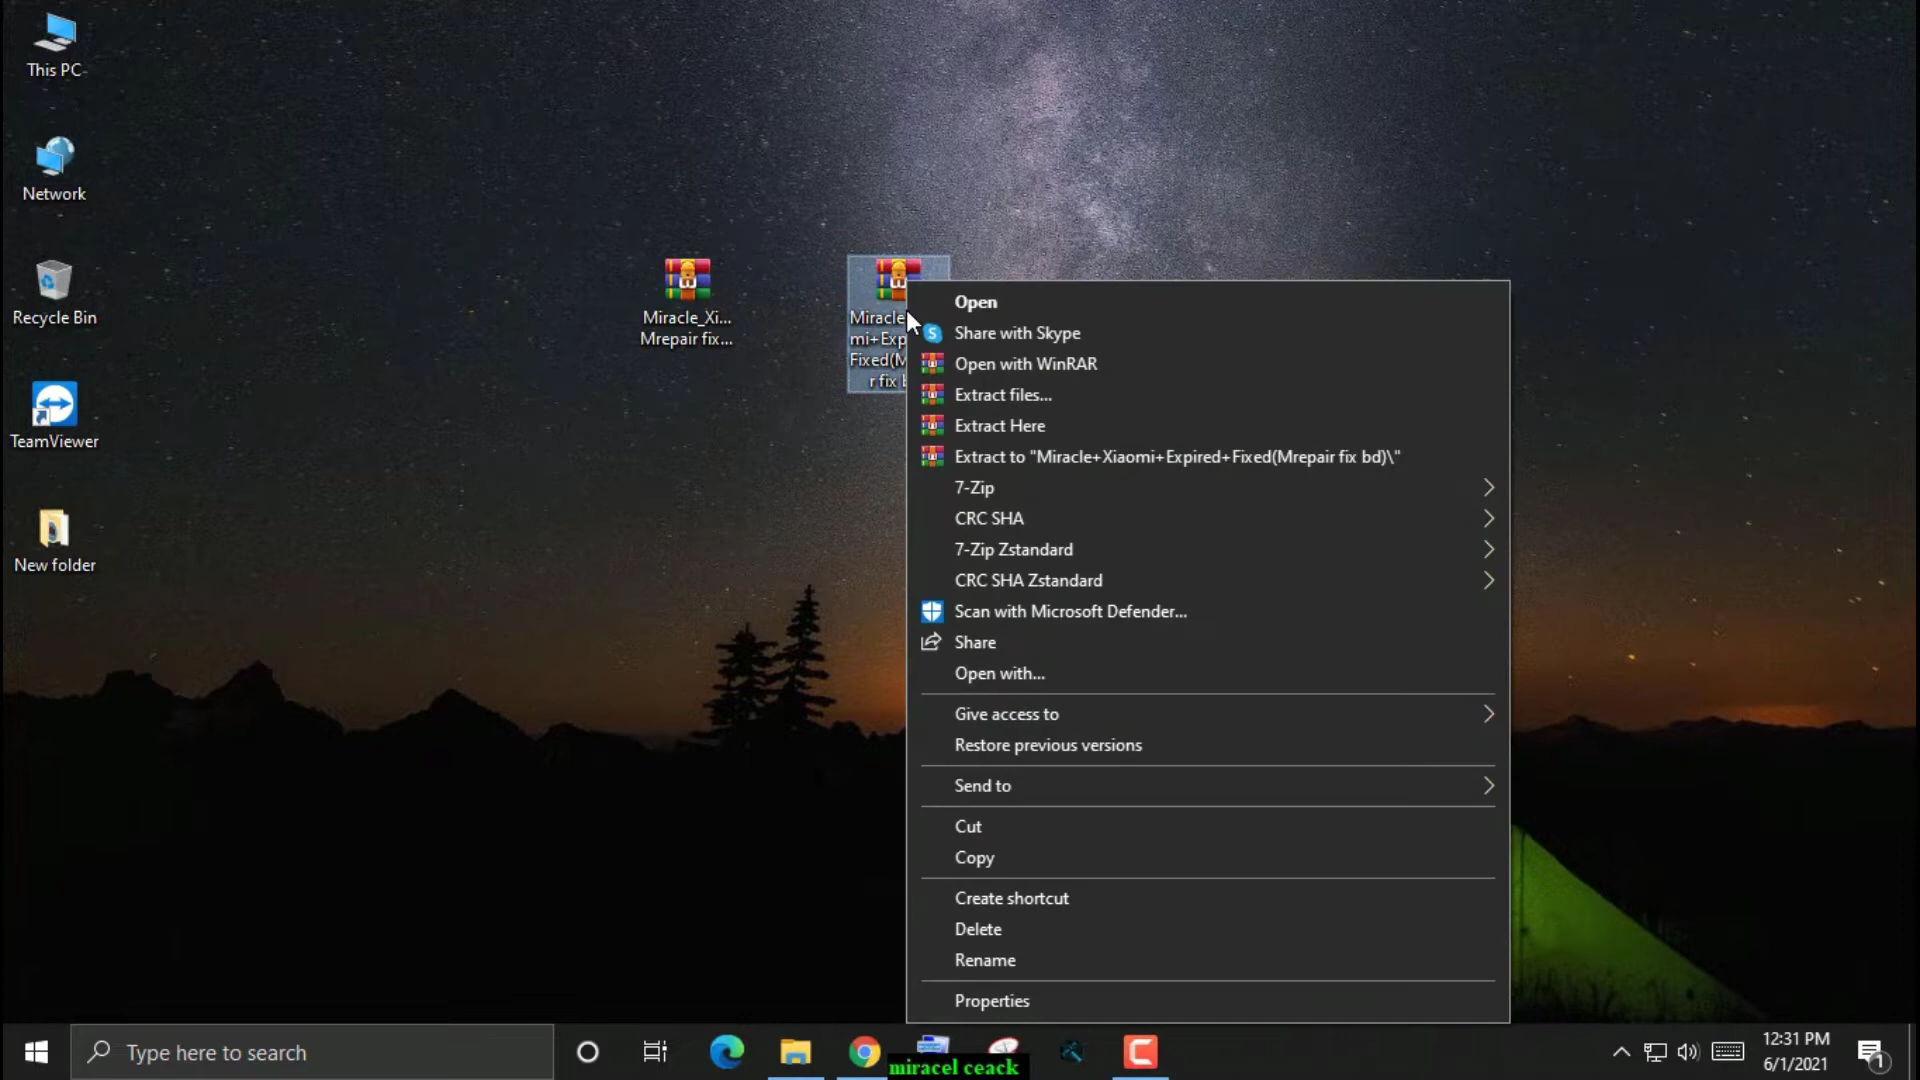 This PC
Network
Recycle Bin
TeamViewer
New folder
Miracle_Xi...
Mrepair fix...
Miracle
mi+Exp
Fixed(M
r fix
Open
Share with Skype
Open with WinRAR
Extract files...
Extract Here
Extract to "Miracle+Xiaomi+Expired+Fixed(Mrepair fix bd)\"
7-Zip
CRC SHA
7-Zip Zstandard
CRC SHA Zstandard
Scan with Microsoft Defender...
Share
Open with...
Give access to
Restore previous versions
Send to
Cut
Copy
Create shortcut
Delete
Rename
Properties
Type here to search
miracel ceack
12:31 PM
6/1/2021
1